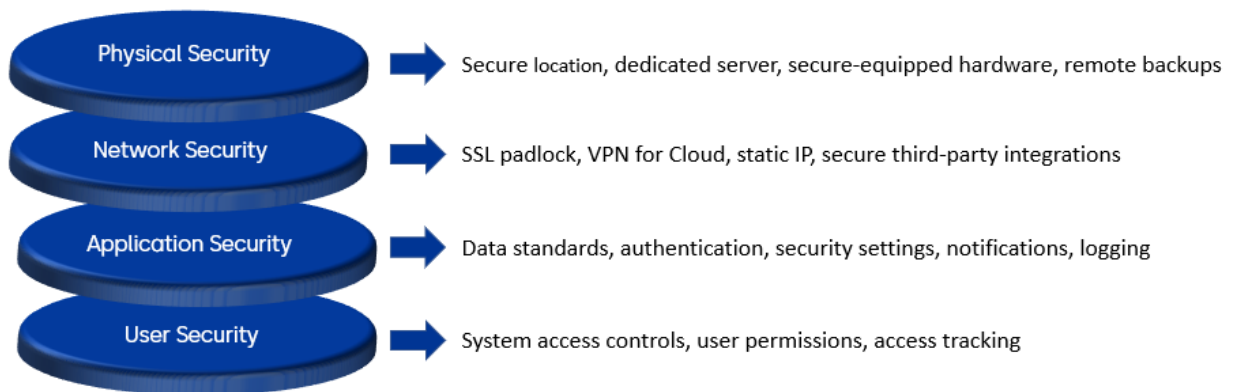 Physical Security
Secure location, dedicated server, secure-equipped hardware, remote backups
Network Security
SSL padlock, VPN for Cloud, static IP, secure third-party integrations
Application Security
Data standards, authentication, security settings, notifications, logging
User Security
System access controls, user permissions, access tracking